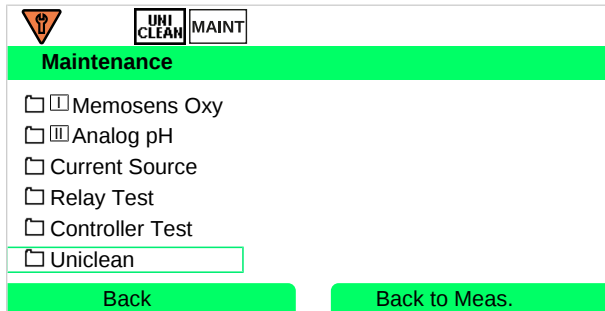 UNI CLEAN MAINT
Maintenance
I Memosens Oxy
II Analog pH
Current Source
Relay Test
Controller Test
Uniclean
Back Back to Meas.